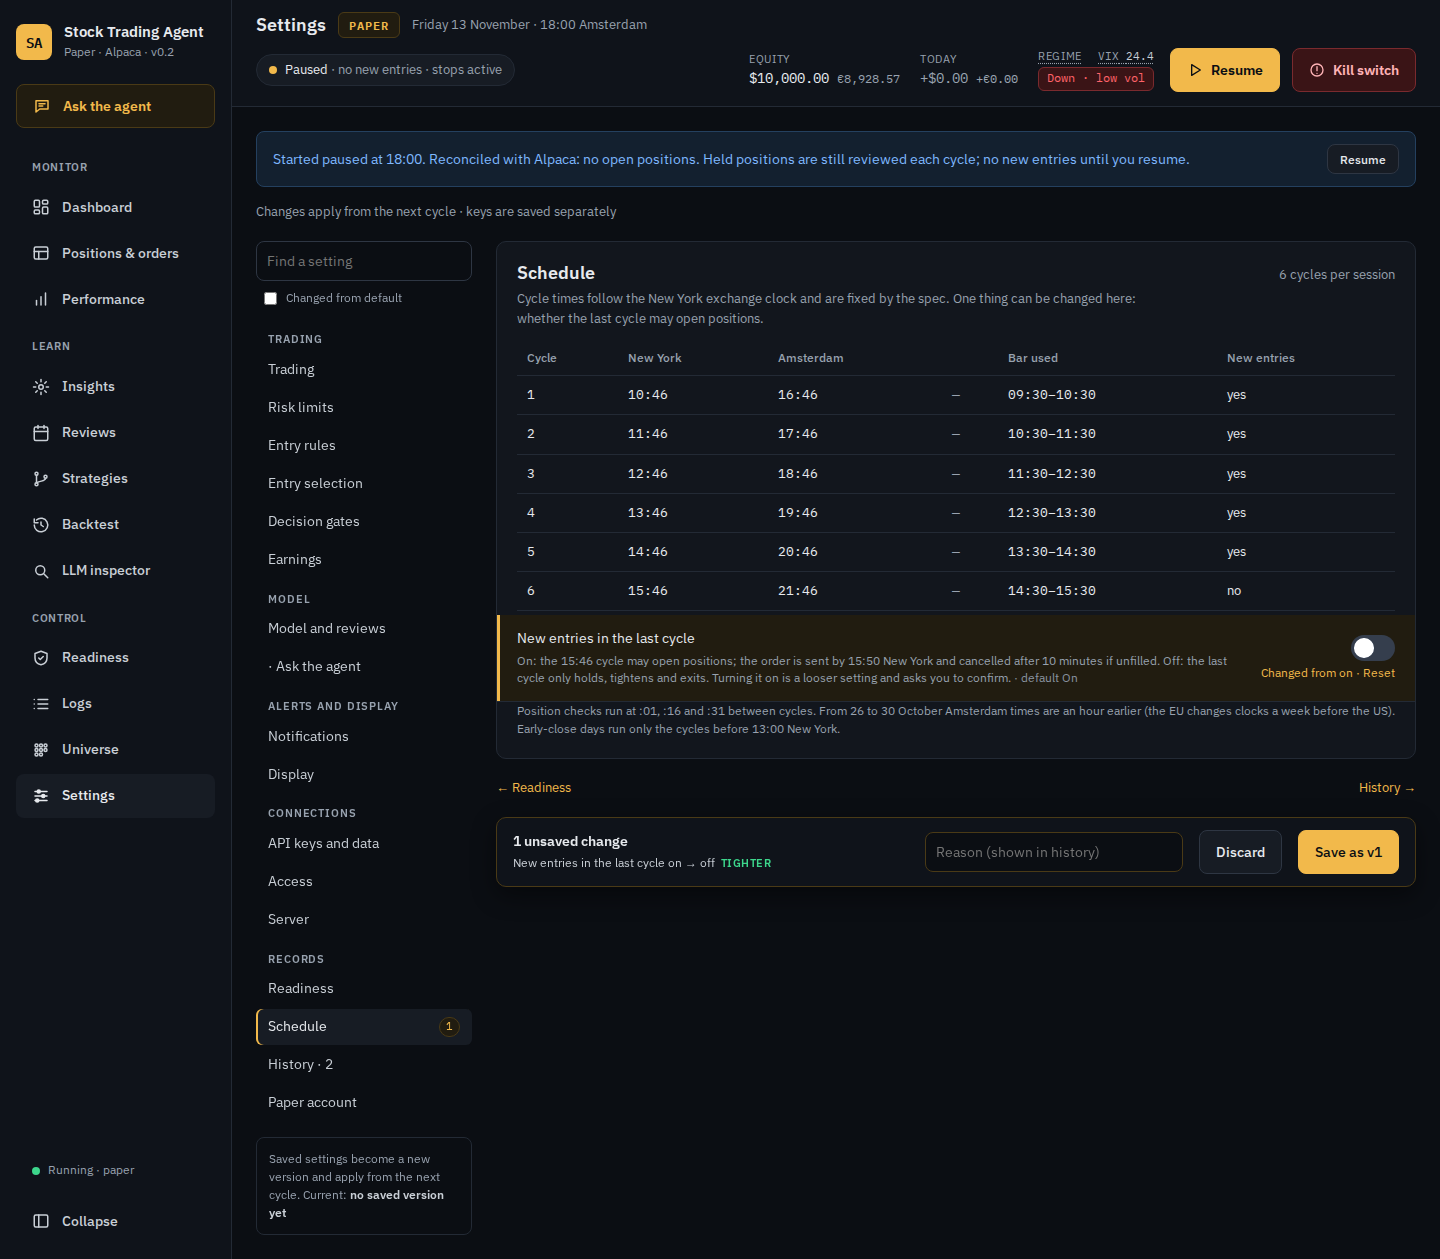 SA
Stock Trading Agent
Paper · Alpaca · v0.2
Ask the agent
MONITOR
Dashboard
Positions & orders
Performance
LEARN
Insights
Reviews
Strategies
Backtest
LLM inspector
CONTROL
Readiness
Logs
Universe
Settings
Running · paper
Collapse
Settings PAPER Friday 13 November · 18:00 Amsterdam
Paused · no new entries · stops active
EQUITY
$10,000.00 €8,928.57
TODAY
+$0.00 +€0.00
REGIME VIX 24.4
Down · low vol
Resume
Kill switch
Started paused at 18:00. Reconciled with Alpaca: no open positions. Held positions are still reviewed each cycle; no new entries until you resume.
Resume
Changes apply from the next cycle · keys are saved separately
Find a setting
Changed from default
TRADING
Trading
Risk limits
Entry rules
Entry selection
Decision gates
Earnings
MODEL
Model and reviews
· Ask the agent
ALERTS AND DISPLAY
Notifications
Display
CONNECTIONS
API keys and data
Access
Server
RECORDS
Readiness
Schedule 1
History · 2
Paper account
Saved settings become a new
version and apply from the next
cycle. Current: no saved version
yet
Schedule
6 cycles per session
Cycle times follow the New York exchange clock and are fixed by the spec. One thing can be changed here:
whether the last cycle may open positions.
Cycle New York Amsterdam Bar used New entries
1 10:46 16:46 — 09:30–10:30 yes
2 11:46 17:46 — 10:30–11:30 yes
3 12:46 18:46 — 11:30–12:30 yes
4 13:46 19:46 — 12:30–13:30 yes
5 14:46 20:46 — 13:30–14:30 yes
6 15:46 21:46 — 14:30–15:30 no
New entries in the last cycle
On: the 15:46 cycle may open positions; the order is sent by 15:50 New York and cancelled after 10 minutes if unfilled. Off: the last
cycle only holds, tightens and exits. Turning it on is a looser setting and asks you to confirm. · default On
Changed from on · Reset
Position checks run at :01, :16 and :31 between cycles. From 26 to 30 October Amsterdam times are an hour earlier (the EU changes clocks a week before the US).
Early-close days run only the cycles before 13:00 New York.
← Readiness
History →
1 unsaved change
New entries in the last cycle on → off TIGHTER
Reason (shown in history)
Discard
Save as v1